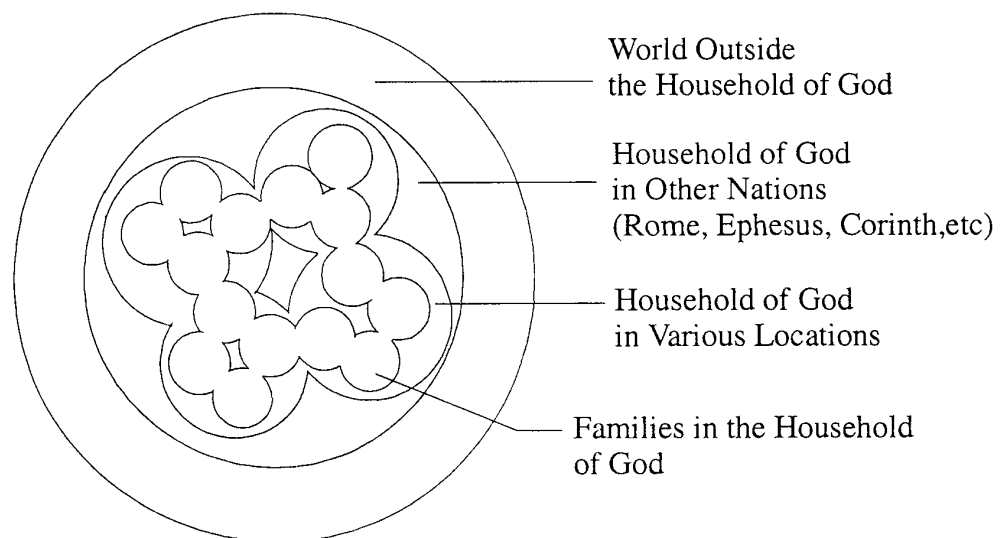 World Outside
the Household of God
Household of God
in Other Nations
(Rome, Ephesus, Corinth,etc)
Household of God
in Various Locations
Families in the Household
of God